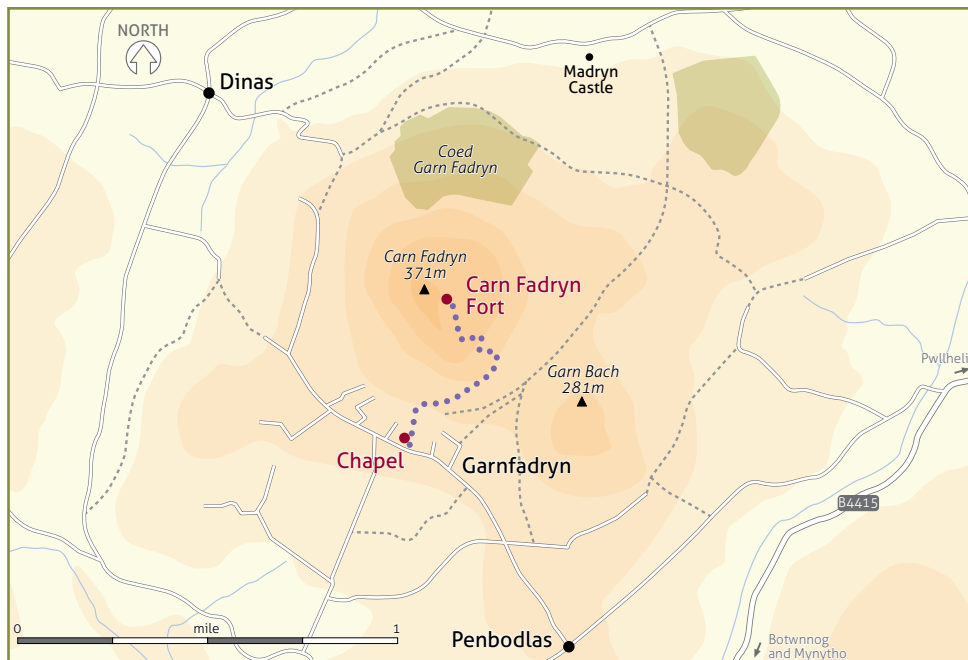 NORTH
Dinas
Madryn
Castle
Coed
Garn Fadryn
Carn Fadryn
371m
Carn Fadryn
Fort
Garn Bach
281m
Pwllheli
Chapel
Garnfadryn
B4415
0
mile
1
Penbodlas
Botwnnog
and Mynytho